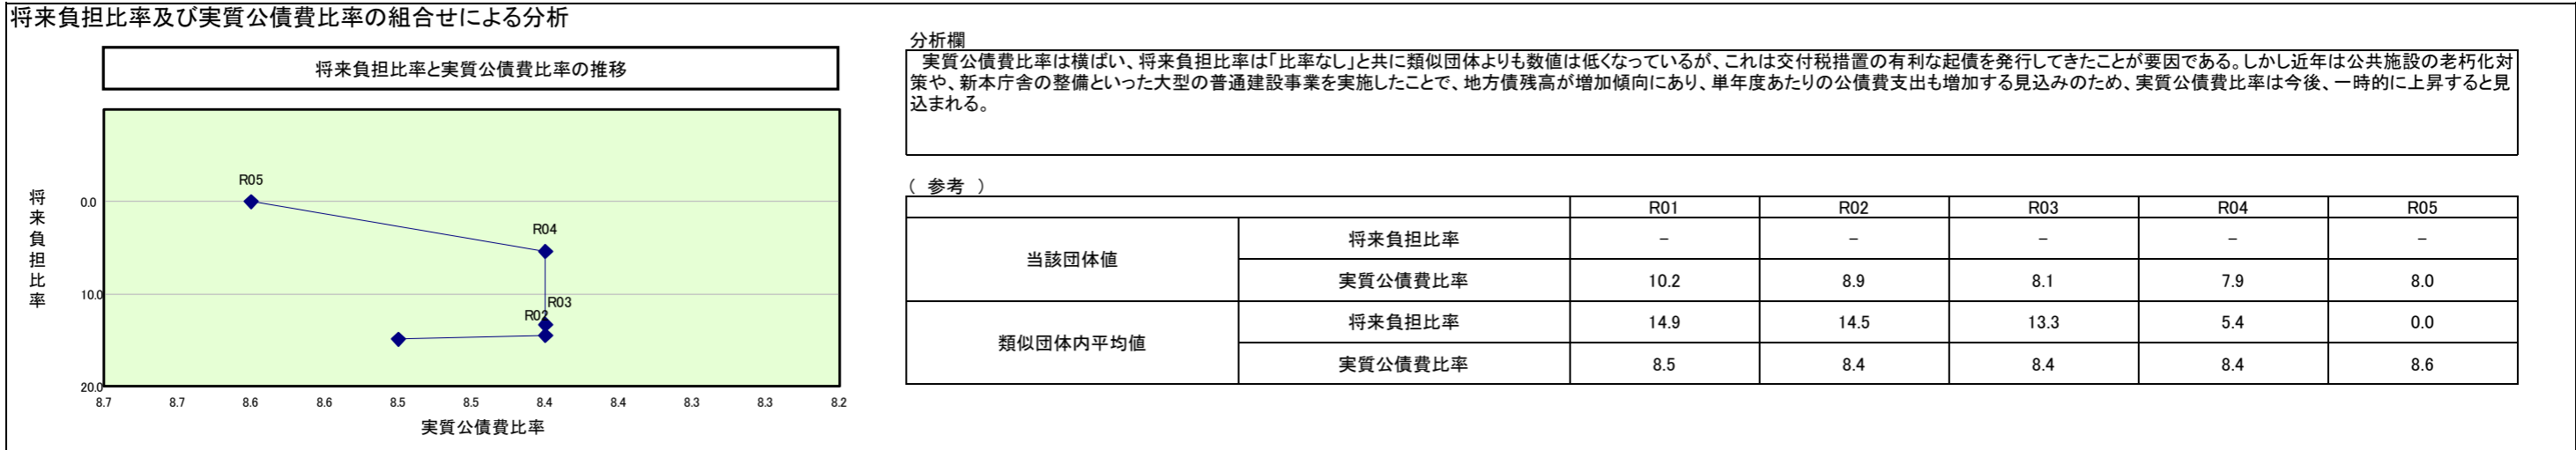 将来負担比率及び実質公債費比率の組合せによる分析
将来負担比率と実質公債費比率の推移
将来負担比率
0.0
10.0
20.0
R05
R04
R03
R02
8.7 8.7 8.6 8.6 8.5 8.5 8.4 8.4 8.3 8.3 8.2
実質公債費比率
分析欄
実質公債費比率は横ばい、将来負担比率は「比率なし」と共に類似団体よりも数値は低くなっているが、これは交付税措置の有利な起債を発行してきたことが要因である。しかし近年は公共施設の老朽化対
策や、新本庁舎の整備といった大型の普通建設事業を実施したことで、地方債残高が増加傾向にあり、単年度あたりの公債費支出も増加する見込みのため、実質公債費比率は今後、一時的に上昇すると見
込まれる。
（ 参考 ）
R01 R02 R03 R04 R05
当該団体値
将来負担比率 － － － － －
実質公債費比率 10.2 8.9 8.1 7.9 8.0
類似団体内平均値
将来負担比率 14.9 14.5 13.3 5.4 0.0
実質公債費比率 8.5 8.4 8.4 8.4 8.6